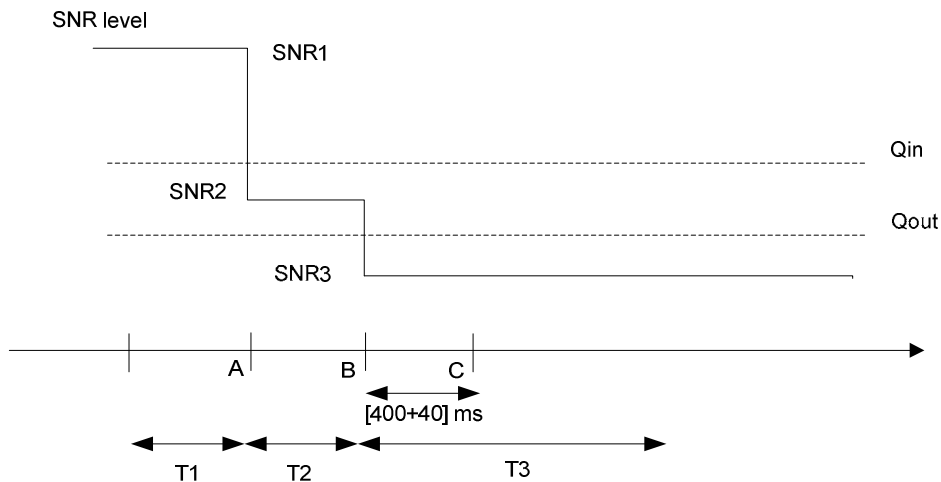 SNR level
SNR1
Qin
SNR2
Qout
SNR3
A
B
C
[400+40] ms
T1
T2
T3